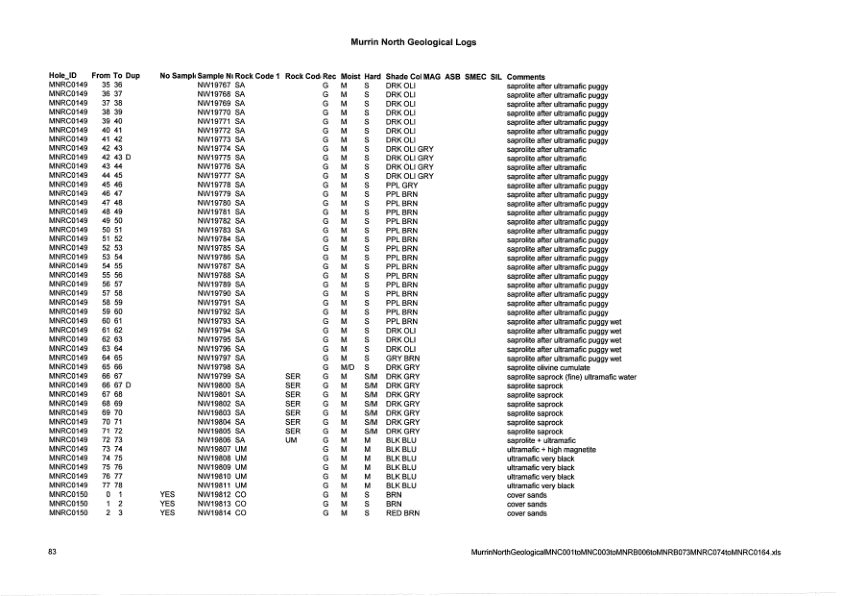 Murrin North Geological Logs
Hole_ID From To Dup No Sampl Sample N Rock Code 1 Rock Cod Rec Moist Hard Shade Col MAG ASB SMEC SIL Comments
MNRC0149 35 36 NW19767 SA G M S DRK OLI saprolite after ultramafic puggy
MNRC0149 36 37 NW19768 SA G M S DRK OLI saprolite after ultramafic puggy
MNRC0149 37 38 NW19769 SA G M S DRK OLI saprolite after ultramafic puggy
MNRC0149 38 39 NW19770 SA G M S DRK OLI saprolite after ultramafic puggy
MNRC0149 39 40 NW19771 SA G M S DRK OLI saprolite after ultramafic puggy
MNRC0149 40 41 NW19772 SA G M S DRK OLI saprolite after ultramafic puggy
MNRC0149 41 42 NW19773 SA G M S DRK OLI saprolite after ultramafic puggy
MNRC0149 42 43 NW19774 SA G M S DRK OLI GRY saprolite after ultramafic
MNRC0149 42 43 D NW19775 SA G M S DRK OLI GRY saprolite after ultramafic
MNRC0149 43 44 NW19776 SA G M S DRK OLI GRY saprolite after ultramafic
MNRC0149 44 45 NW19777 SA G M S DRK OLI GRY saprolite after ultramafic puggy
MNRC0149 45 46 NW19778 SA G M S PPL GRY saprolite after ultramafic puggy
MNRC0149 46 47 NW19779 SA G M S PPL BRN saprolite after ultramafic puggy
MNRC0149 47 48 NW19780 SA G M S PPL BRN saprolite after ultramafic puggy
MNRC0149 48 49 NW19781 SA G M S PPL BRN saprolite after ultramafic puggy
MNRC0149 49 50 NW19782 SA G M S PPL BRN saprolite after ultramafic puggy
MNRC0149 50 51 NW19783 SA G M S PPL BRN saprolite after ultramafic puggy
MNRC0149 51 52 NW19784 SA G M S PPL BRN saprolite after ultramafic puggy
MNRC0149 52 53 NW19785 SA G M S PPL BRN saprolite after ultramafic puggy
MNRC0149 53 54 NW19786 SA G M S PPL BRN saprolite after ultramafic puggy
MNRC0149 54 55 NW19787 SA G M S PPL BRN saprolite after ultramafic puggy
MNRC0149 55 56 NW19788 SA G M S PPL BRN saprolite after ultramafic puggy
MNRC0149 56 57 NW19789 SA G M S PPL BRN saprolite after ultramafic puggy
MNRC0149 57 58 NW19790 SA G M S PPL BRN saprolite after ultramafic puggy
MNRC0149 58 59 NW19791 SA G M S PPL BRN saprolite after ultramafic puggy
MNRC0149 59 60 NW19792 SA G M S PPL BRN saprolite after ultramafic puggy
MNRC0149 60 61 NW19793 SA G M S PPL BRN saprolite after ultramafic puggy wet
MNRC0149 61 62 NW19794 SA G M S DRK OLI saprolite after ultramafic puggy wet
MNRC0149 62 63 NW19795 SA G M S DRK OLI saprolite after ultramafic puggy wet
MNRC0149 63 64 NW19796 SA G M S DRK OLI saprolite after ultramafic puggy wet
MNRC0149 64 65 NW19797 SA G M S GRY BRN saprolite after ultramafic puggy wet
MNRC0149 65 66 NW19798 SA G M/D S DRK GRY saprolite olivine cumulate
MNRC0149 66 67 NW19799 SA SER G M S/M DRK GRY saprolite saprock (fine) ultramafic water
MNRC0149 66 67 D NW19800 SA SER G M S/M DRK GRY saprolite saprock
MNRC0149 67 68 NW19801 SA SER G M S/M DRK GRY saprolite saprock
MNRC0149 68 69 NW19802 SA SER G M S/M DRK GRY saprolite saprock
MNRC0149 69 70 NW19803 SA SER G M S/M DRK GRY saprolite saprock
MNRC0149 70 71 NW19804 SA SER G M S/M DRK GRY saprolite saprock
MNRC0149 71 72 NW19805 SA SER G M S/M DRK GRY saprolite saprock
MNRC0149 72 73 NW19806 SA UM G M M BLK BLU saprolite + ultramafic
MNRC0149 73 74 NW19807 UM G M M BLK BLU ultramafic + high magnetite
MNRC0149 74 75 NW19808 UM G M M BLK BLU ultramafic very black
MNRC0149 75 76 NW19809 UM G M M BLK BLU ultramafic very black
MNRC0149 76 77 NW19810 UM G M M BLK BLU ultramafic very black
MNRC0149 77 78 NW19811 UM G M M BLK BLU ultramafic very black
MNRC0150 0 1 YES NW19812 CO G M S BRN cover sands
MNRC0150 1 2 YES NW19813 CO G M S BRN cover sands
MNRC0150 2 3 YES NW19814 CO G M S RED BRN cover sands
83 MurrinNorthGeologicalMNC001toMNC003toMNRB006toMNRB073MNRC074toMNRC0164.xls